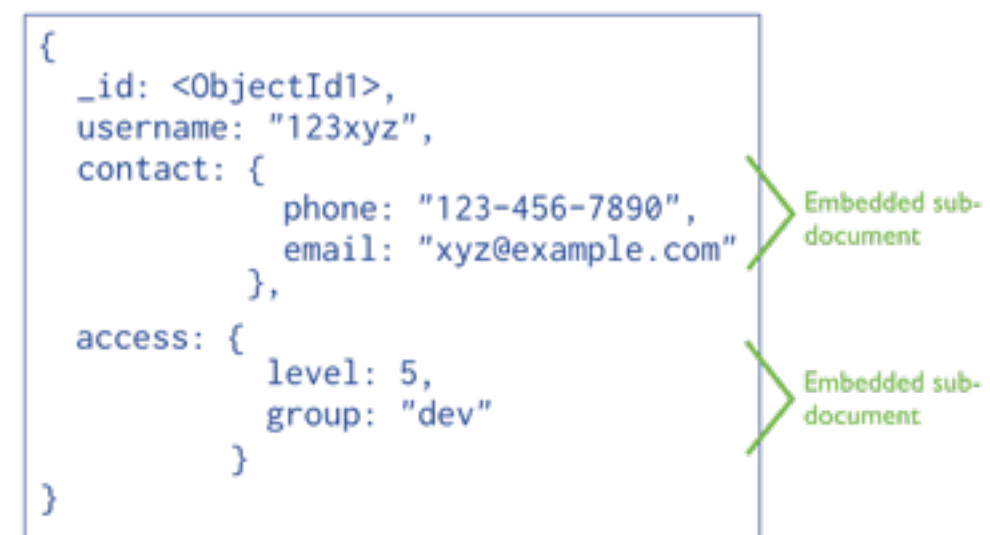 {
_id: <ObjectId1>,
username: "123xyz",
contact: {
phone: "123-456-7890",
email: "xyz@example.com"
},
Embedded sub-
document
access: {
level: 5,
group: "dev"
}
Embedded sub-
document
}